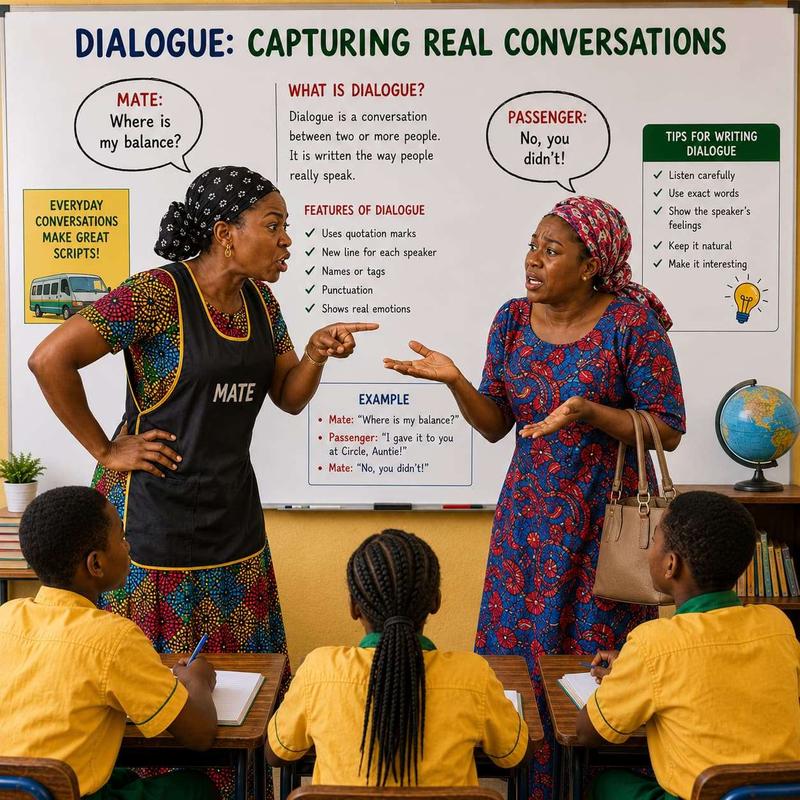 DIALOGUE: CAPTURING REAL CONVERSATIONS
MATE:
Where is
my balance?
WHAT IS DIALOGUE?
Dialogue is a conversation
between two or more people.
It is written the way people
really speak.
PASSENGER:
No, you
didn't!
TIPS FOR WRITING
DIALOGUE
✓ Listen carefully
✓ Use exact words
✓ Show the speaker's
feelings
✓ Keep it natural
✓ Make it interesting
EVERYDAY
CONVERSATIONS
MAKE GREAT
SCRIPTS!
FEATURES OF DIALOGUE
✓ Uses quotation marks
✓ New line for each speaker
✓ Names or tags
✓ Punctuation
✓ Shows real emotions
MATE
EXAMPLE
• Mate: "Where is my balance?"
• Passenger: "I gave it to you
at Circle, Auntie!"
• Mate: "No, you didn't!"